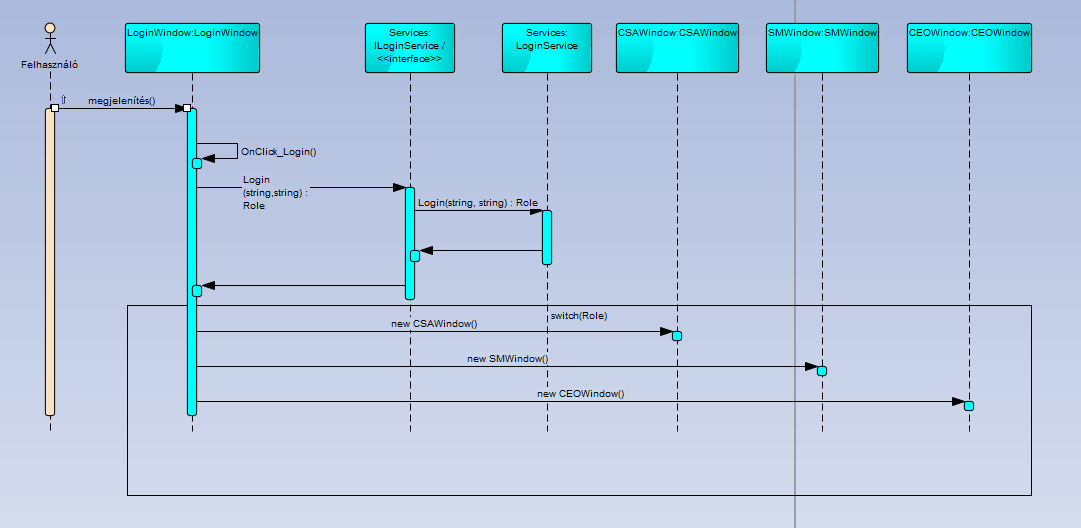 Felhasználó
LoginWindow:LoginWindow
Services:
ILoginService /
<<interface>>
Services:
LoginService
CSAWindow:CSAWindow
SMWindow:SMWindow
CEOWindow:CEOWindow
⇧
megjelenítés()
OnClick_Login()
Login
(string,string) :
Role
Login(string, string) : Role
switch(Role)
new CSAWindow()
new SMWindow()
new CEOWindow()